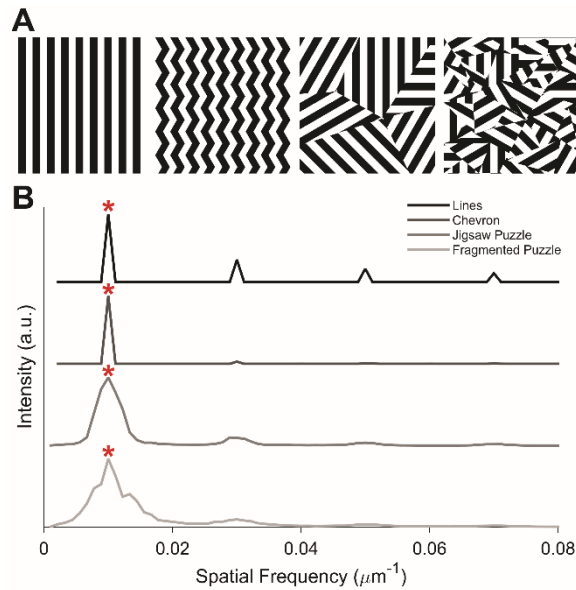 A
B
*
Lines
Chevron
Jigsaw Puzzle
Fragmented Puzzle
*
*
*
Intensity (a.u.)
0 0.02 0.04 0.06 0.08
Spatial Frequency (μm⁻¹)